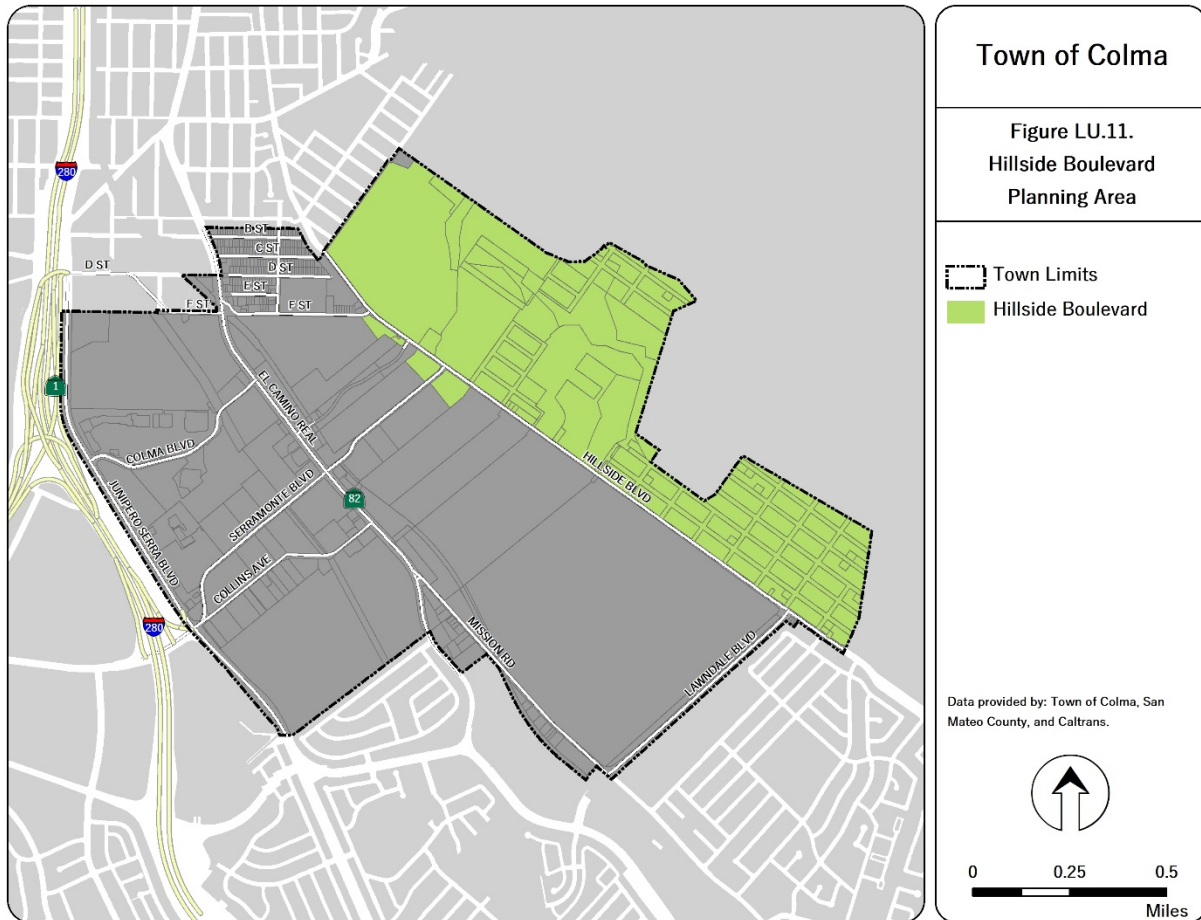 Town of Colma
Figure LU.11.
Hillside Boulevard
Planning Area
Town Limits
Hillside Boulevard
Data provided by: Town of Colma, San
Mateo County, and Caltrans.
0 0.25 0.5
Miles
280
B ST
C ST
D ST
D ST
E ST
F ST
F ST
1
EL CAMINO REAL
COLMA BLVD
JUNIPERO SERRA BLVD
SERRAMONTE BLVD
82
HILLSIDE BLVD
COLLINS AVE
280
MISSION RD
LAWNDALE BLVD